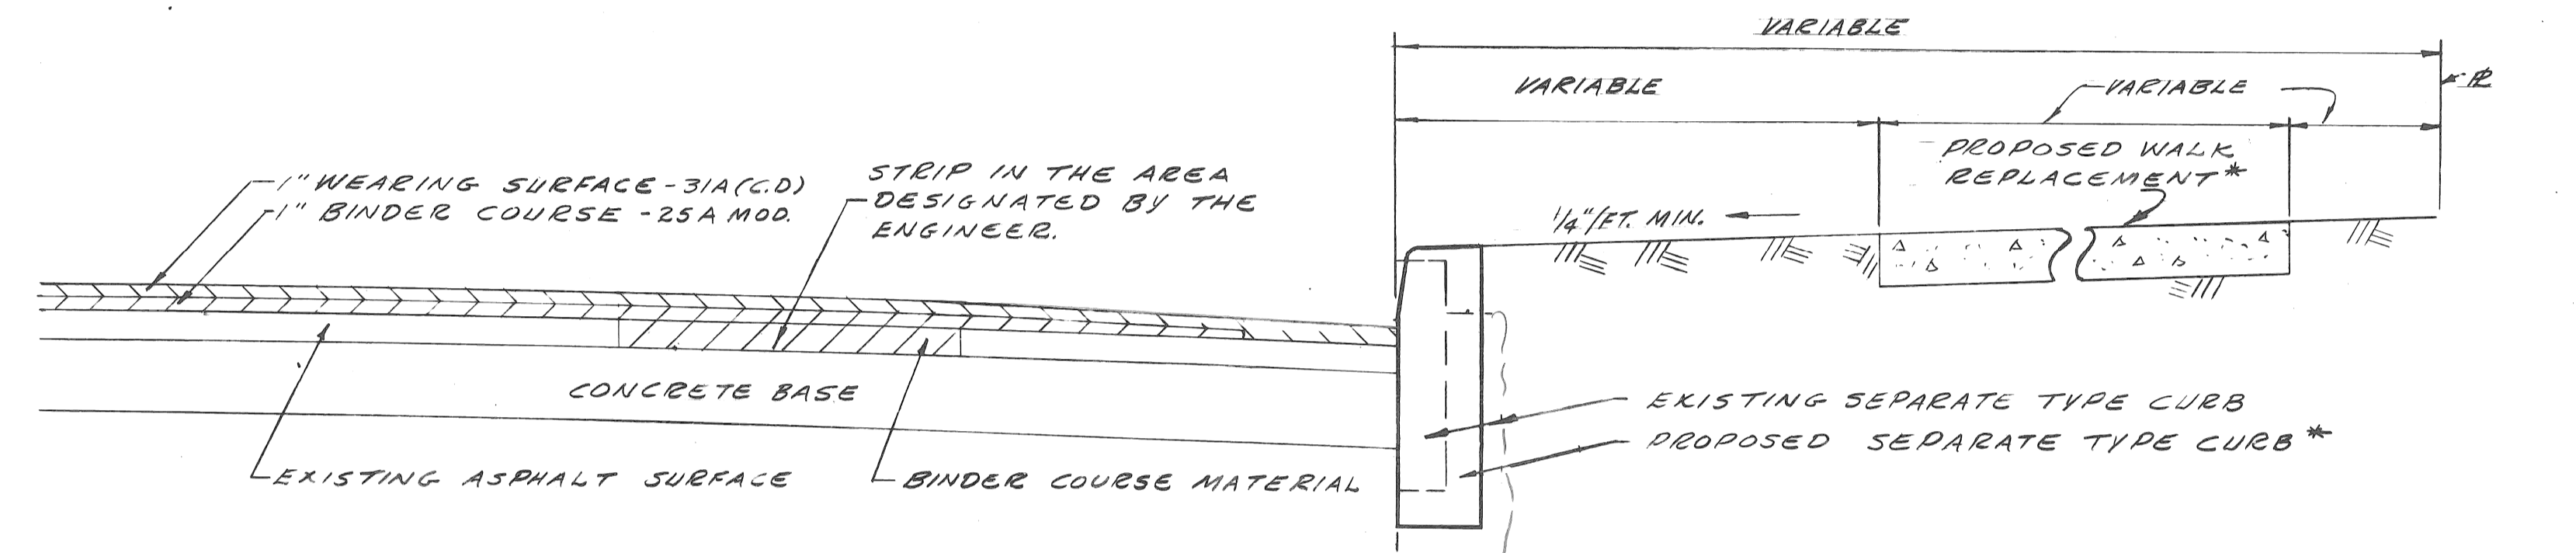 VARIABLE
VARIABLE
VARIABLE
PL
PROPOSED WALK
REPLACEMENT*
1" WEARING SURFACE-31A(C.D)
1" BINDER COURSE -25A MOD.
STRIP IN THE AREA
DESIGNATED BY THE
ENGINEER.
1/4"/FT. MIN.
CONCRETE BASE
EXISTING SEPARATE TYPE CURB
PROPOSED SEPARATE TYPE CURB*
EXISTING ASPHALT SURFACE
BINDER COURSE MATERIAL